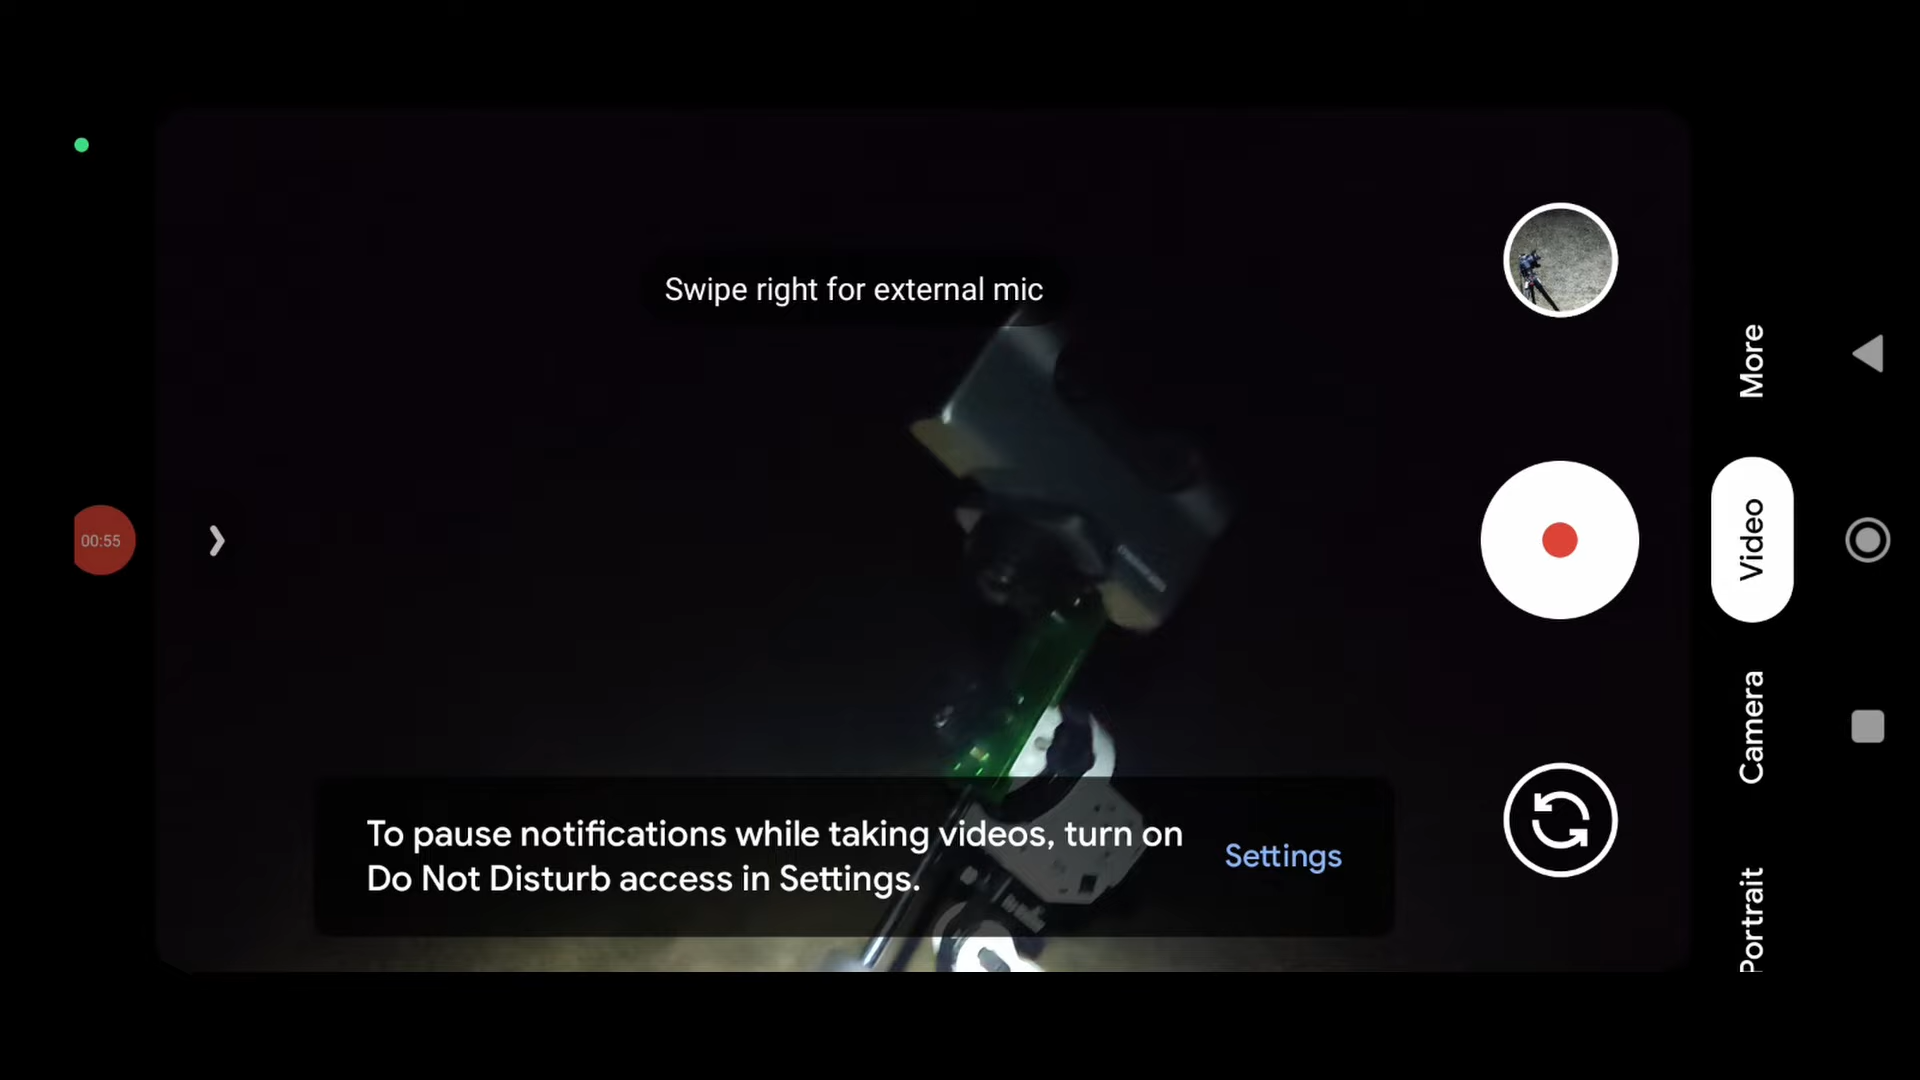 Swipe right for external mic
00:55
To pause notifications while taking videos, turn on
Do Not Disturb access in Settings.
Settings
More
Video
Camera
Portrait